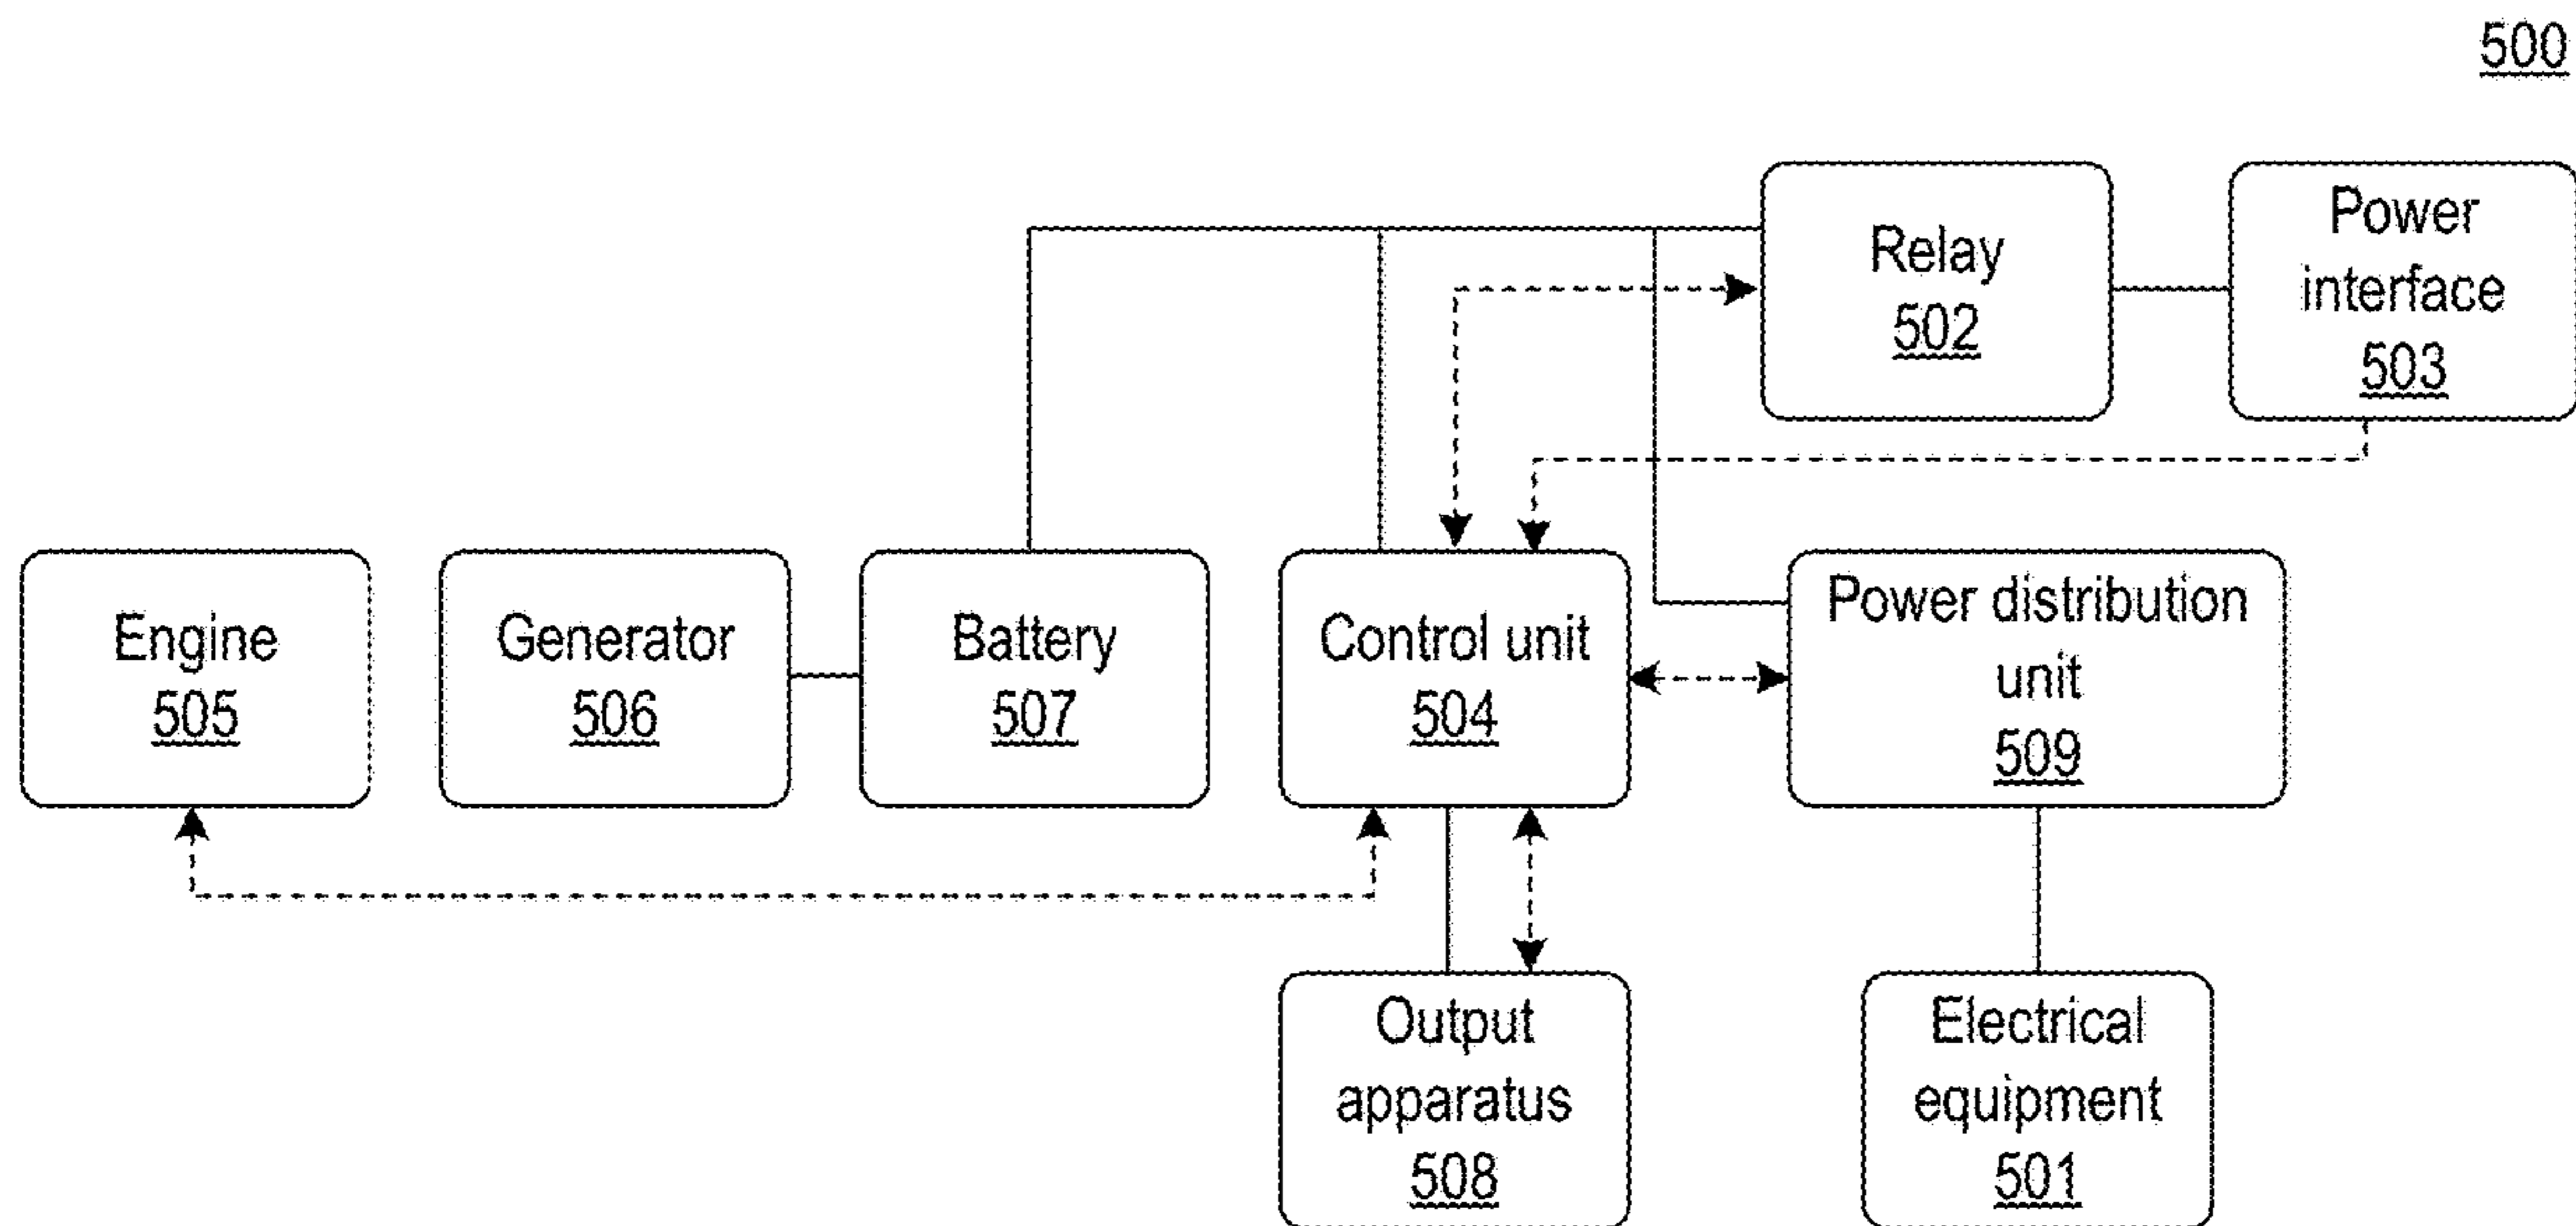 500
Relay
502
Power
interface
503
Engine
505
Generator
506
Battery
507
Control unit
504
Power distribution
unit
509
Output
apparatus
508
Electrical
equipment
501